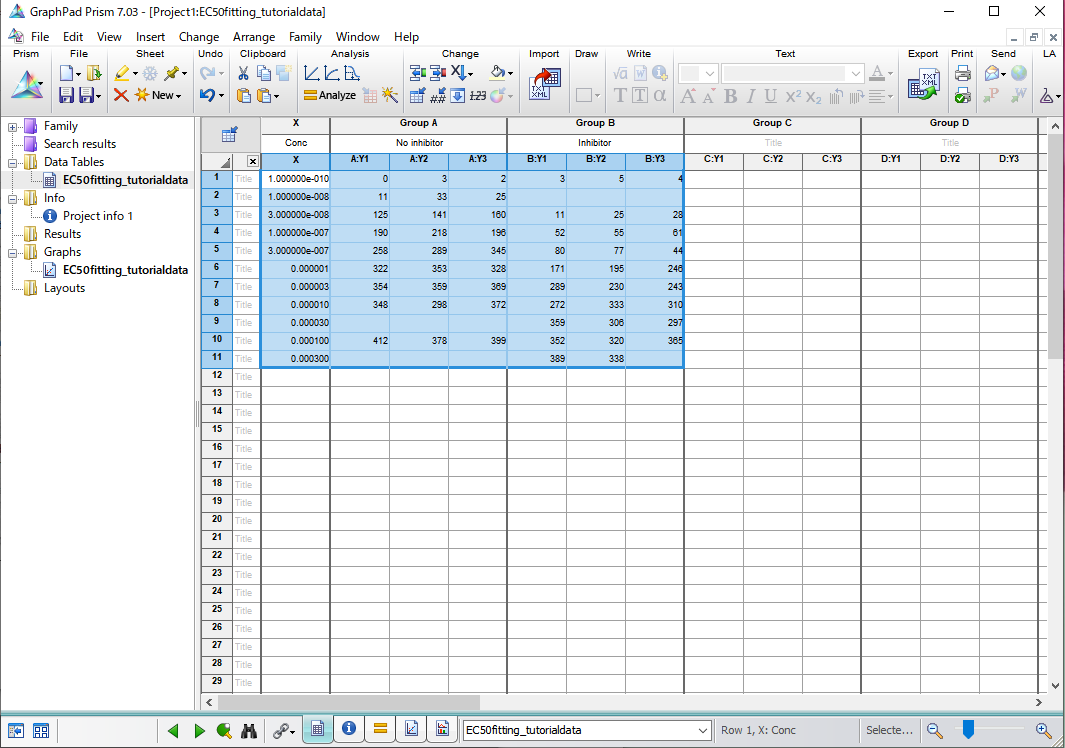 GraphPad Prism 7.03 - [Project1:EC50fitting_tutorialdata]
File Edit View Insert Change Arrange Family Window Help
Prism File Sheet Undo Clipboard Analysis Change Import Draw Write Text Export Print Send LA
Analyze New
Family
Search results
Data Tables
EC50fitting_tutorialdata
Info
Project info 1
Results
Graphs
EC50fitting_tutorialdata
Layouts
X Group A Group B Group C Group D
Conc No inhibitor Inhibitor Title Title
X A:Y1 A:Y2 A:Y3 B:Y1 B:Y2 B:Y3 C:Y1 C:Y2 C:Y3 D:Y1 D:Y2 D:Y3
1 Title 1.000000e-010 0 3 2 3 5 4
2 Title 1.000000e-008 11 33 25
3 Title 3.000000e-008 125 141 160 11 25 28
4 Title 1.000000e-007 190 218 196 52 55 61
5 Title 3.000000e-007 258 289 345 80 77 44
6 Title 0.000001 322 353 328 171 195 246
7 Title 0.000003 354 359 369 289 230 243
8 Title 0.000010 348 298 372 272 333 310
9 Title 0.000030 359 306 297
10 Title 0.000100 412 378 399 352 320 365
11 Title 0.000300 389 338
12 Title
13 Title
14 Title
15 Title
16 Title
17 Title
18 Title
19 Title
20 Title
21 Title
22 Title
23 Title
24 Title
25 Title
26 Title
27 Title
28 Title
29 Title
EC50fitting_tutorialdata Row 1, X: Conc Selecte...